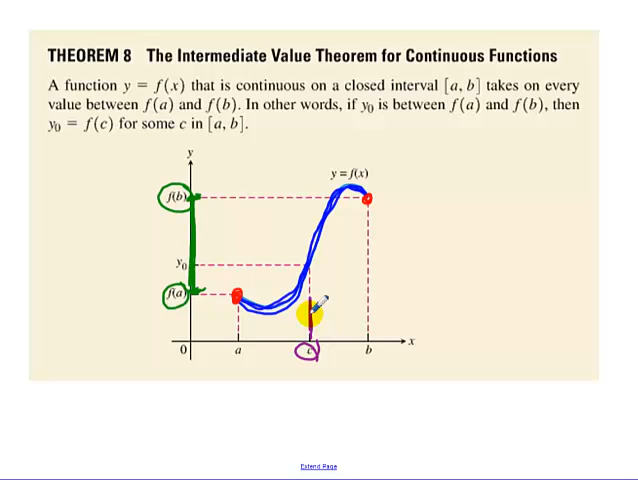 THEOREM 8 The Intermediate Value Theorem for Continuous Functions
A function y = f(x) that is continuous on a closed interval [a, b] takes on every
value between f(a) and f(b). In other words, if y₀ is between f(a) and f(b), then
y₀ = f(c) for some c in [a, b].
y
y = f(x)
f(b)
y₀
f(a)
0
a
c
b
x
Extend Page